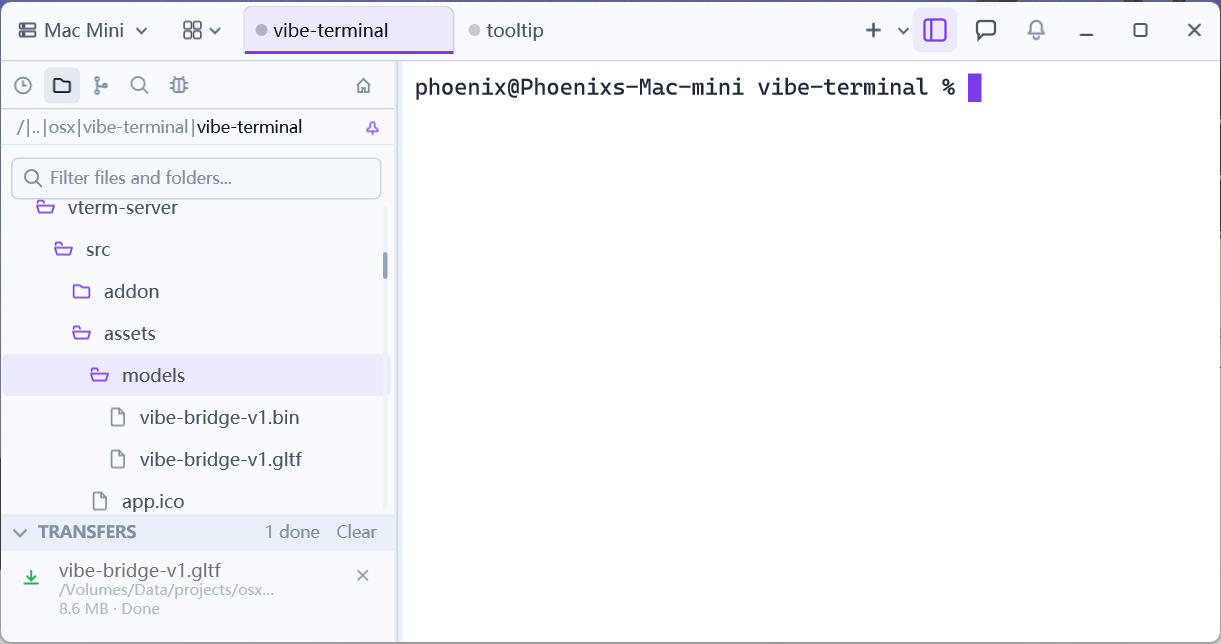 Mac Mini
vibe-terminal
tooltip
/|..|osx|vibe-terminal|vibe-terminal
Filter files and folders...
vterm-server
src
addon
assets
models
vibe-bridge-v1.bin
vibe-bridge-v1.gltf
app.ico
TRANSFERS 1 done Clear
vibe-bridge-v1.gltf
/Volumes/Data/projects/osx...
8.6 MB · Done
phoenix@Phoenixs-Mac-mini vibe-terminal %